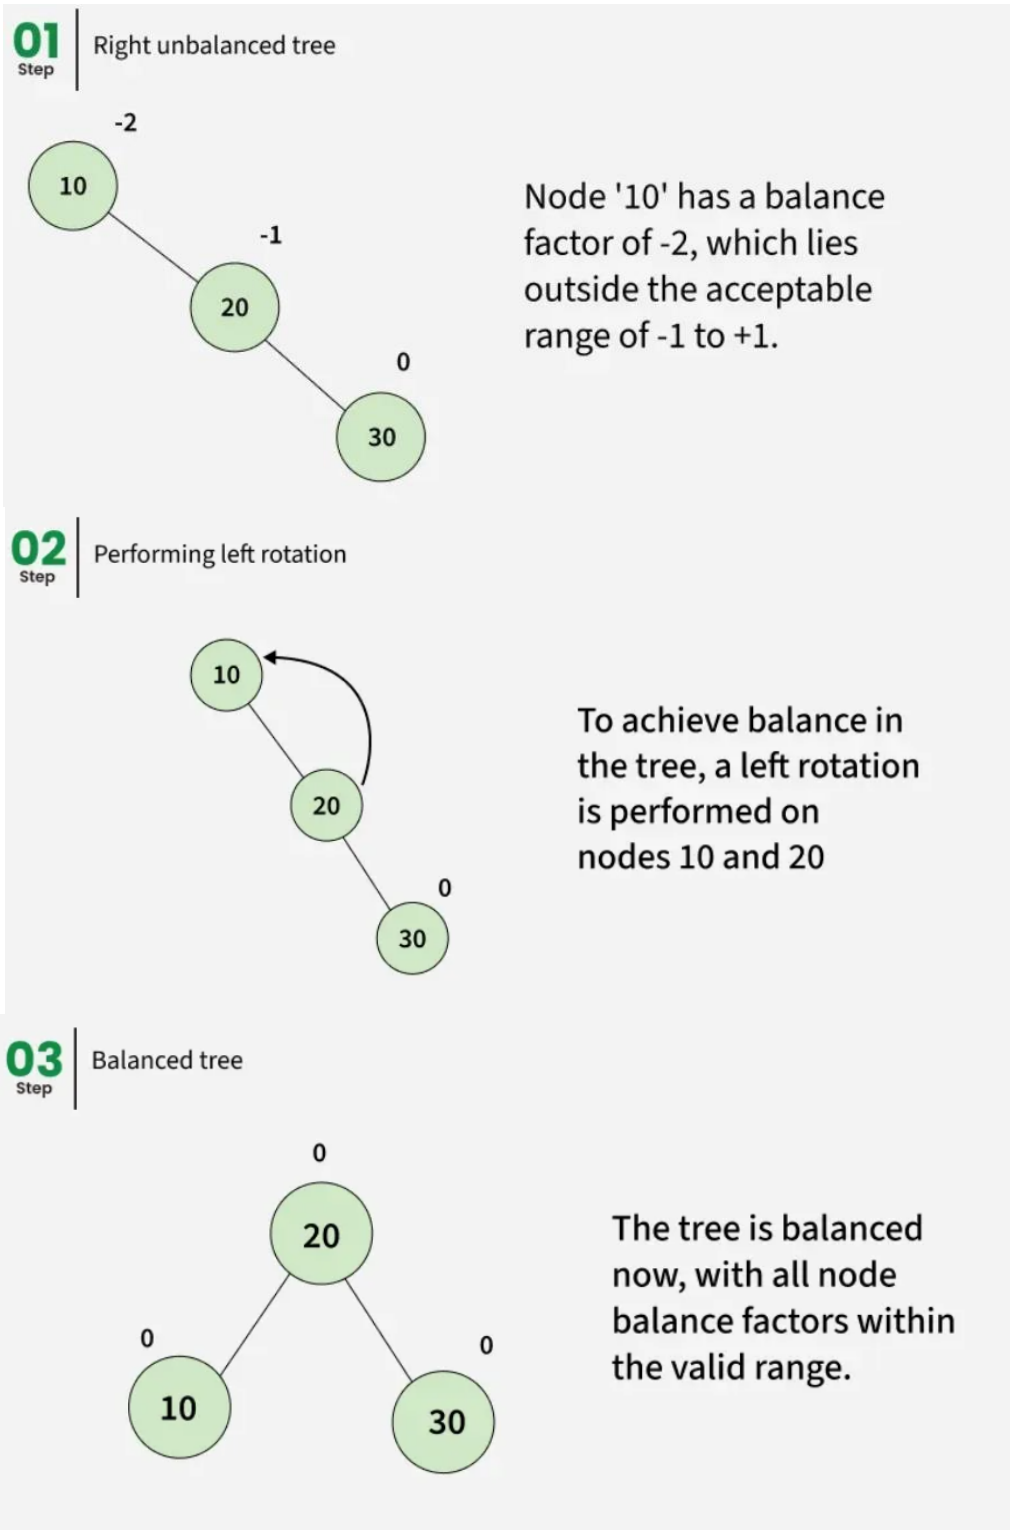 01
Step
Right unbalanced tree
-2
10
-1
20
0
30
Node '10' has a balance
factor of -2, which lies
outside the acceptable
range of -1 to +1.
02
Step
Performing left rotation
10
20
0
30
To achieve balance in
the tree, a left rotation
is performed on
nodes 10 and 20
03
Step
Balanced tree
0
20
0
10
0
30
The tree is balanced
now, with all node
balance factors within
the valid range.